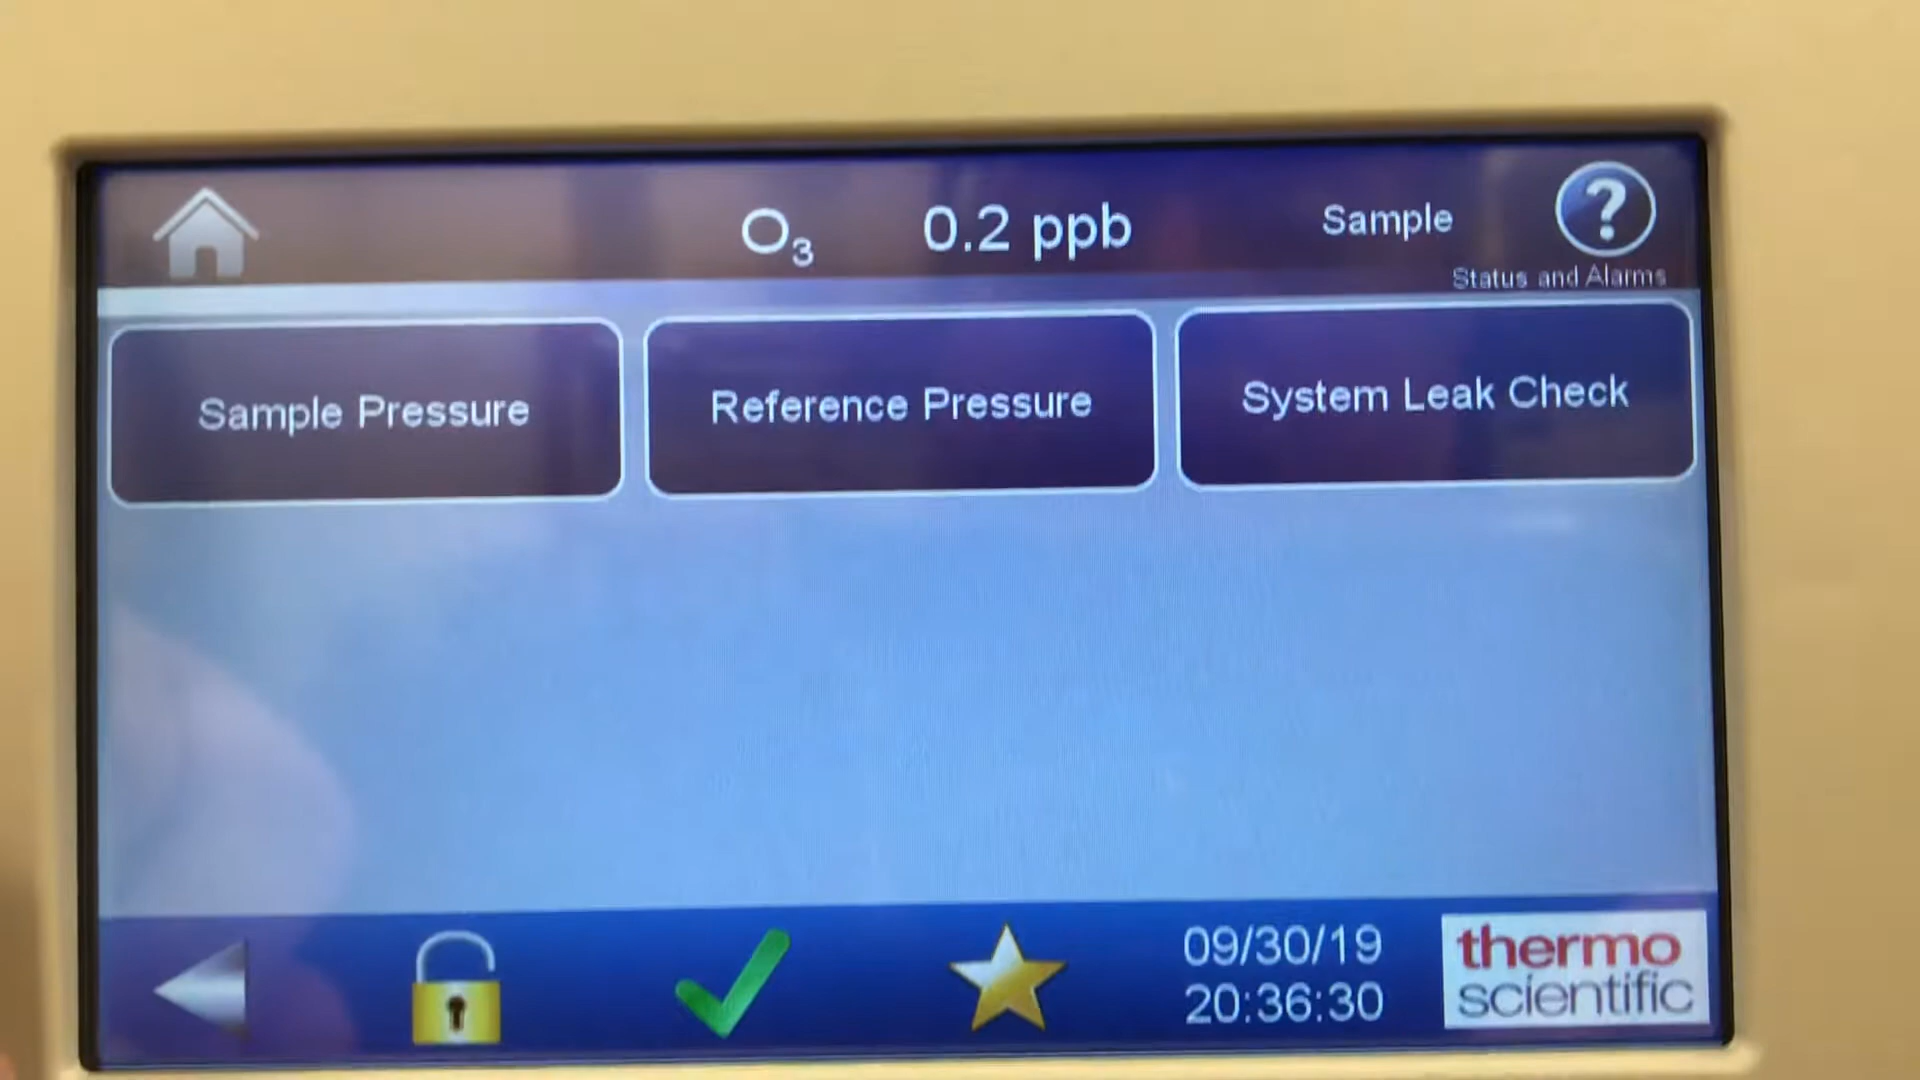 O₃ 0.2 ppb Sample ?
Status and Alarms
Sample Pressure
Reference Pressure
System Leak Check
09/30/19
20:36:30
thermo
scientific